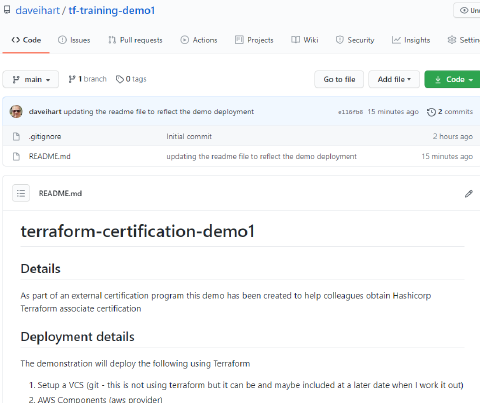 daveihart / tf-training-demo1
Code Issues Pull requests Actions Projects Wiki Security Insights
main 1 branch 0 tags Go to file Add file Code
daveihart updating the readme file to reflect the demo deployment 15 minutes ago 2 commits
.gitignore Initial commit 2 hours ago
README.md updating the readme file to reflect the demo deployment 15 minutes ago
README.md
terraform-certification-demo1
Details
As part of an external certification program this demo has been created to help colleagues obtain Hashicorp
Terraform associate certification
Deployment details
The demonstration will deploy the following using Terraform
1. Setup a VCS (git - this is not using terraform but it can be and maybe included at a later date when I work it out)
2. AWS Components (aws provider)